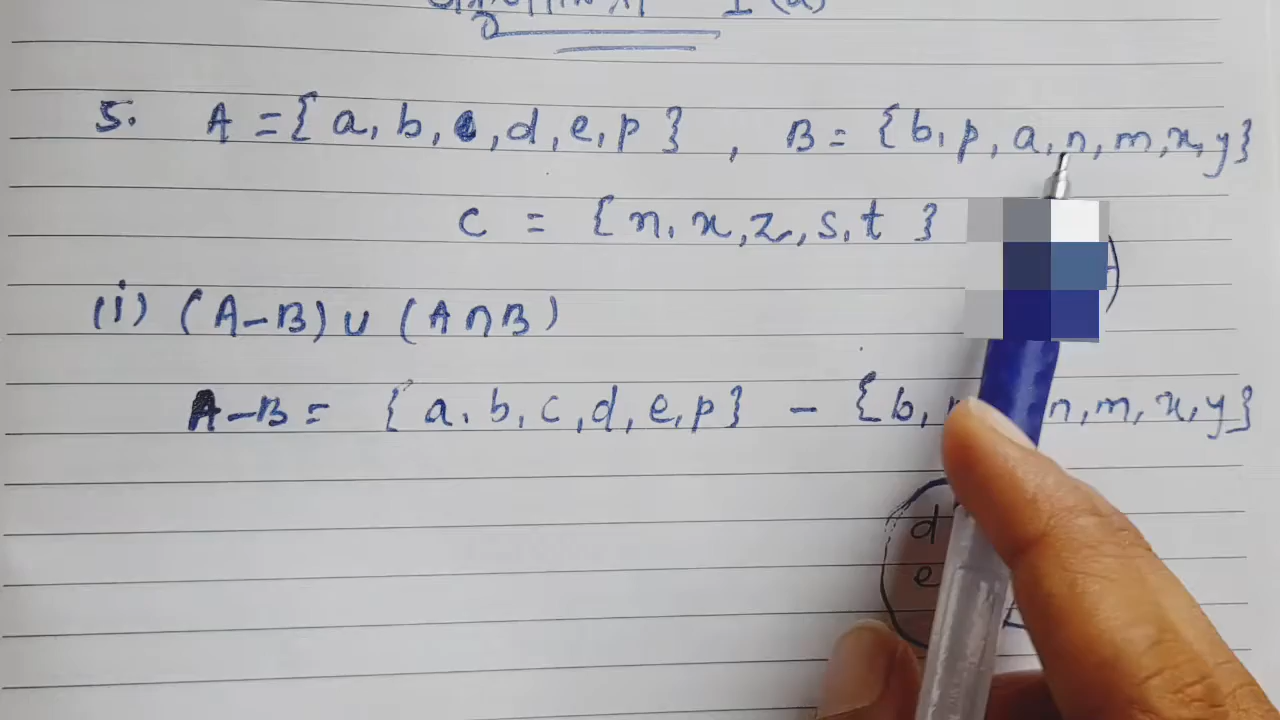 5. A = { a, b, c, d, e, p } , B = {b, p, a, n, m, x, y}
C = { n, x, z, s, t }
(i) (A-B) ∪ (A∩B)
A-B = { a, b, c, d, e, p } - {b, n, m, x, y}
d
e